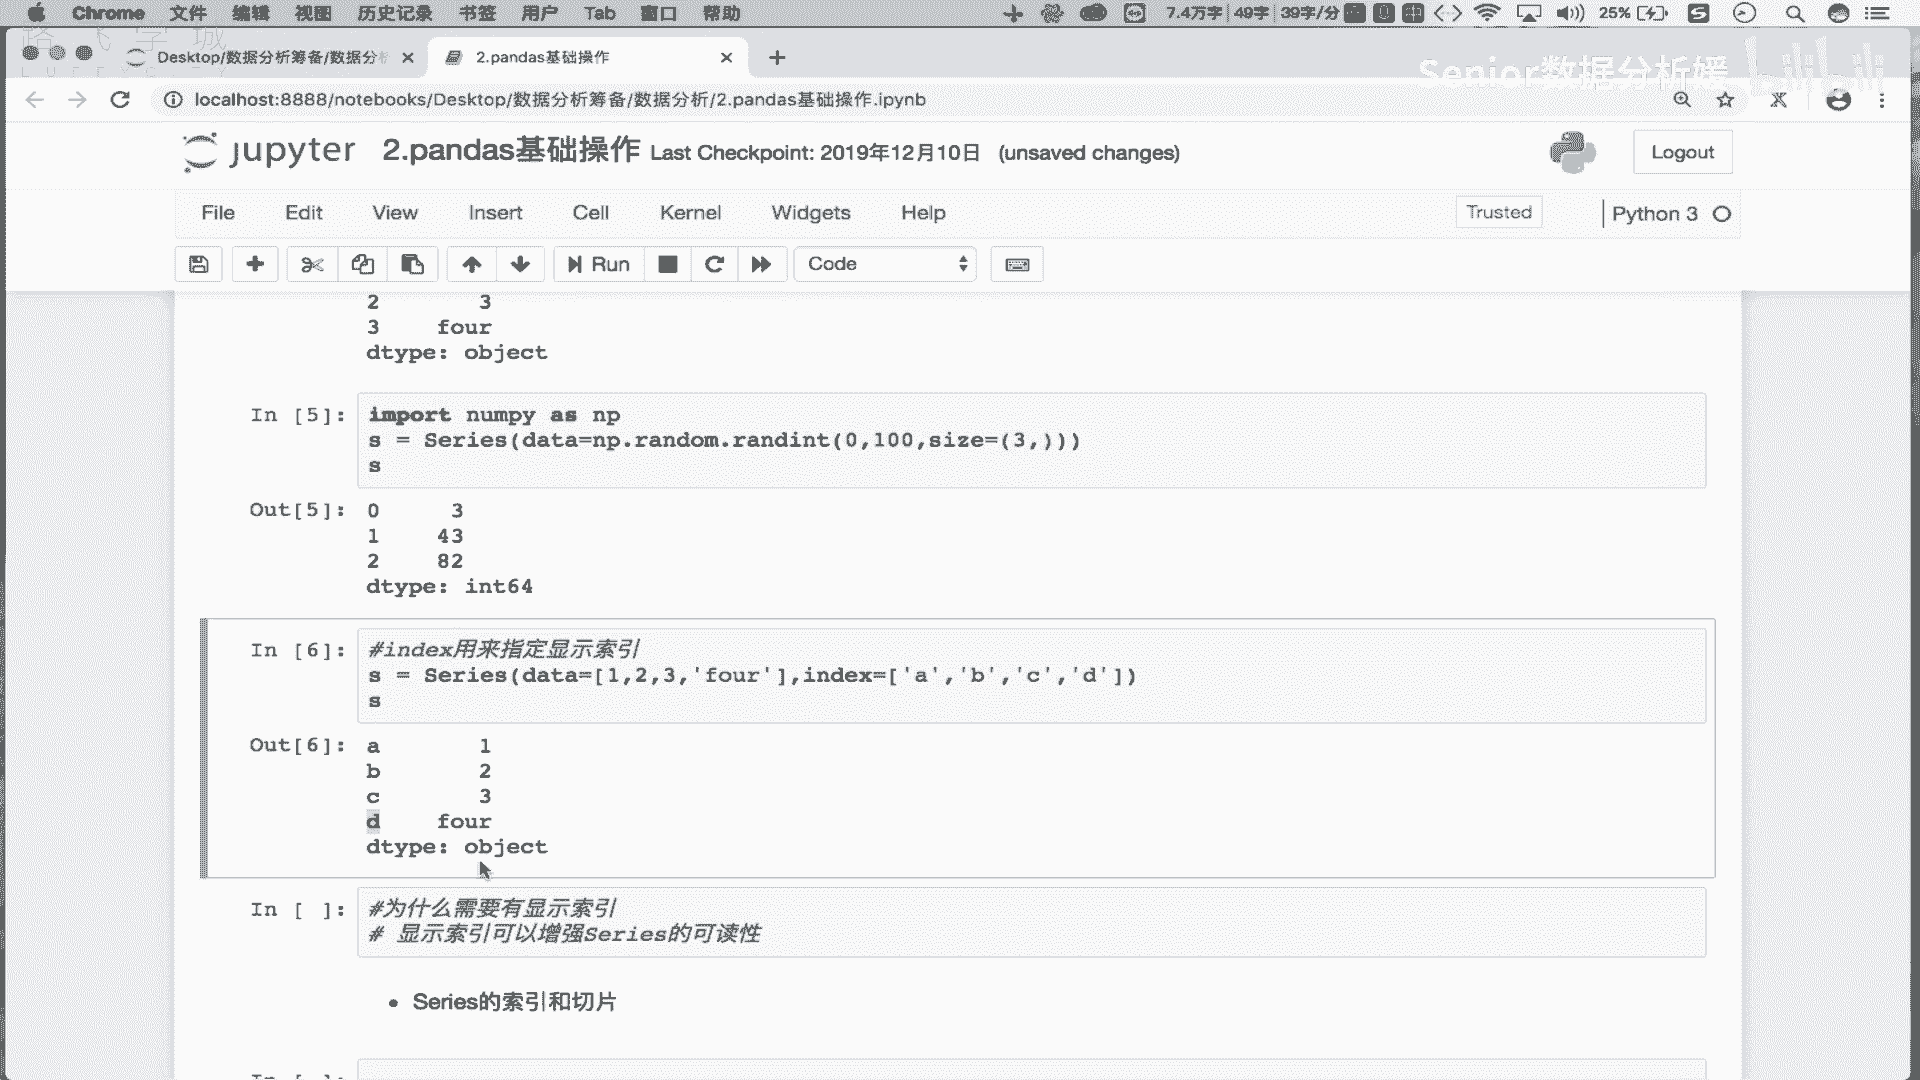 Chrome 文件 编辑 视图 历史记录 书签 用户 Tab 窗口 帮助 7.4万字 49字 39字/分 中 25% S
Senior数据分析媛 bilibili
Desktop/数据分析筹备/数据分析 2.pandas基础操作
localhost:8888/notebooks/Desktop/数据分析筹备/数据分析/2.pandas基础操作.ipynb
jupyter 2.pandas基础操作 Last Checkpoint: 2019年12月10日 (unsaved changes) Logout
File Edit View Insert Cell Kernel Widgets Help Trusted Python 3
Run Code
2 3
3 four
dtype: object
In [5]: import numpy as np
s = Series(data=np.random.randint(0,100,size=(3,)))
s
Out[5]: 0 3
1 43
2 82
dtype: int64
In [6]: #index用来指定显示索引
s = Series(data=[1,2,3,'four'],index=['a','b','c','d'])
s
Out[6]: a 1
b 2
c 3
d four
dtype: object
In [ ]: #为什么需要有显示索引
# 显示索引可以增强Series的可读性
• Series的索引和切片